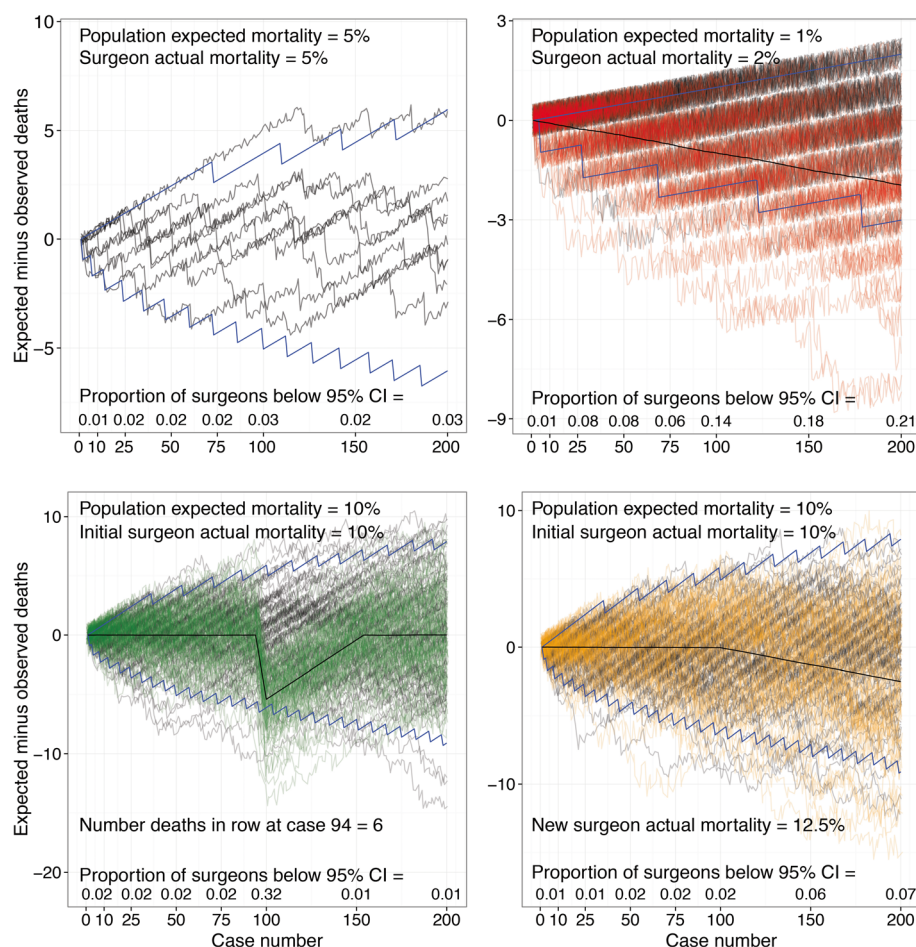 Population expected mortality = 5%
Surgeon actual mortality = 5%
Expected minus observed deaths
10
5
0
−5
Proportion of surgeons below 95% CI =
0.01 0.02 0.02 0.02 0.03 0.02 0.03
0 10 25 50 75 100 150 200
Population expected mortality = 1%
Surgeon actual mortality = 2%
3
0
−3
−6
−9
Proportion of surgeons below 95% CI =
0.01 0.08 0.08 0.06 0.14 0.18 0.21
0 10 25 50 75 100 150 200
Population expected mortality = 10%
Initial surgeon actual mortality = 10%
Expected minus observed deaths
10
0
−10
−20
Number deaths in row at case 94 = 6
Proportion of surgeons below 95% CI =
0.02 0.02 0.02 0.02 0.32 0.01 0.01
0 10 25 50 75 100 150 200
Case number
Population expected mortality = 10%
Initial surgeon actual mortality = 10%
10
0
−10
New surgeon actual mortality = 12.5%
Proportion of surgeons below 95% CI =
0.01 0.01 0.02 0.02 0.02 0.06 0.07
0 10 25 50 75 100 150 200
Case number